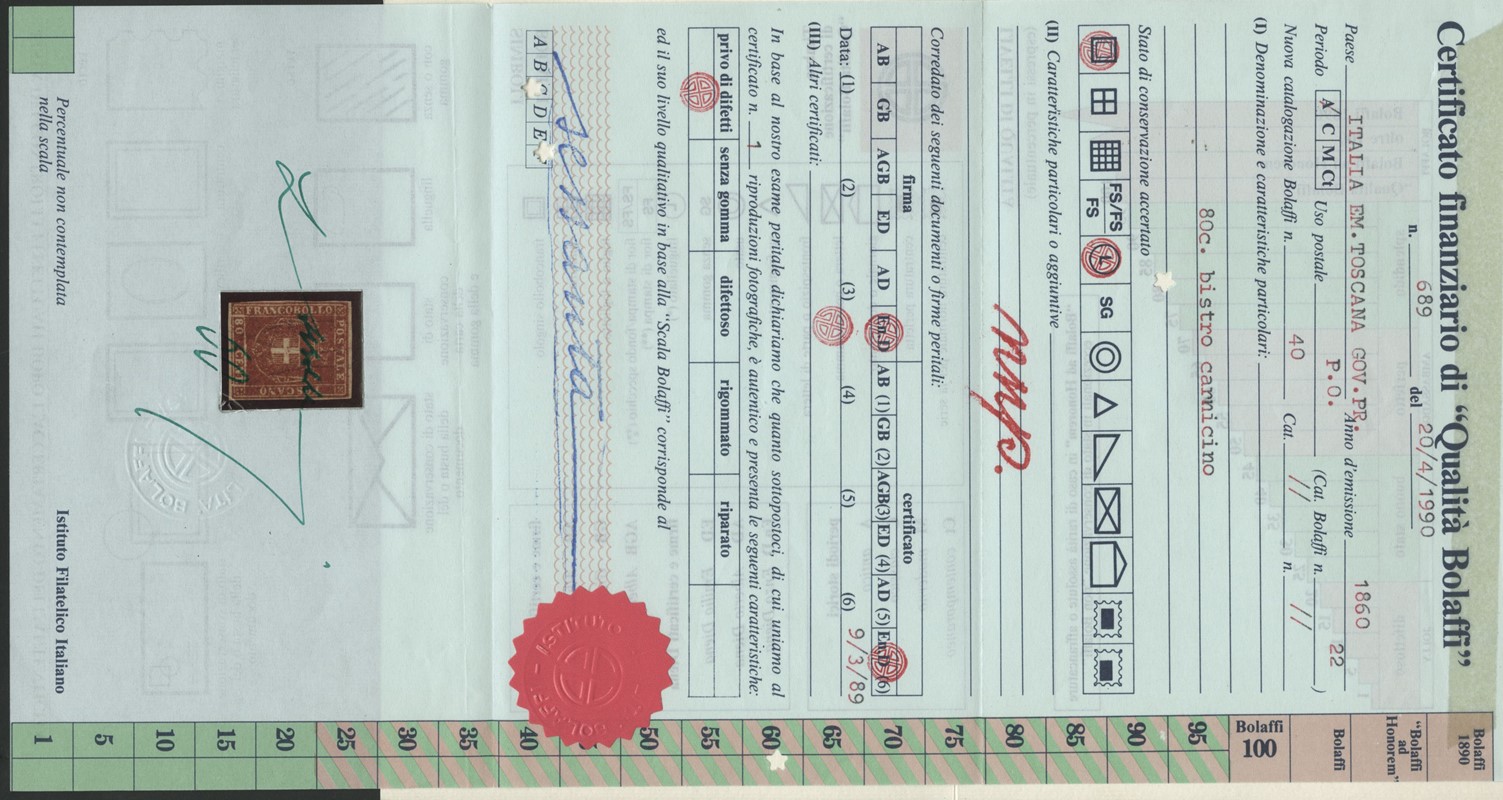 Certificato finanziario di “Qualità Bolaffi”
n. 689 del 20/4/1990
Paese ITALIA EM.TOSCANA GOV.PR. Anno d'emissione 1860
Periodo A C M Ct Uso postale P.O. (Cat. Bolaffi n. 22)
Nuova catalogazione Bolaffi n. 40 Cat. // n. ///
(I) Denominazione e caratteristiche particolari:
80c. bistro carnicino
Stato di conservazione accertato
FS/FS
FS
SG
(II) Caratteristiche particolari o aggiuntive
Corredato dei seguenti documenti o firme peritali:
firma certificato
AB GB AGB ED AD En.D AB (1) GB (2) AGB(3) ED (4) AD (5) En.D (6)
Data: (1) (2) (3) (4) (5) (6) 9/3/89
(III) Altri certificati:
In base al nostro esame peritale dichiariamo che quanto sottopostoci, di cui uniamo al
certificato n. 1 riproduzioni fotografiche, è autentico e presenta le seguenti caratteristiche:
privo di difetti senza gomma difettoso rigommato riparato
ed il suo livello qualitativo in base alla “Scala Bolaffi” corrisponde al
A B C D E F
ISTITUTO
BOLAFFI
FRANCOBOLLO
POSTALE
TOSCANO
80 CENT
BOLAFFI
Percentuale non contemplata
nella scala
Istituto Filatelico Italiano
Bolaffi
1890
“Bolaffi
ad
Honorem”
Bolaffi
Bolaffi
100
95
90
85
80
75
70
65
60
55
50
40
35
30
25
20
15
10
5
1